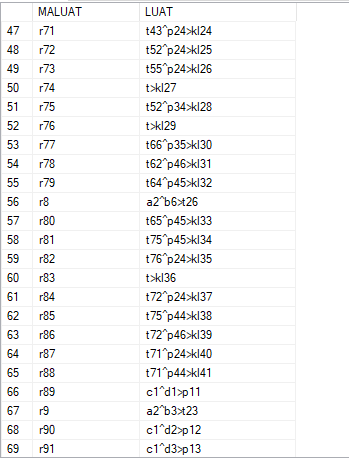 MALUAT LUAT
47 r71 t43^p24>kl24
48 r72 t52^p24>kl25
49 r73 t55^p24>kl26
50 r74 t>kl27
51 r75 t52^p34>kl28
52 r76 t>kl29
53 r77 t66^p35>kl30
54 r78 t62^p46>kl31
55 r79 t64^p45>kl32
56 r8 a2^b6>t26
57 r80 t65^p45>kl33
58 r81 t75^p45>kl34
59 r82 t76^p24>kl35
60 r83 t>kl36
61 r84 t72^p24>kl37
62 r85 t75^p44>kl38
63 r86 t72^p46>kl39
64 r87 t71^p24>kl40
65 r88 t71^p44>kl41
66 r89 c1^d1>p11
67 r9 a2^b3>t23
68 r90 c1^d2>p12
69 r91 c1^d3>p13